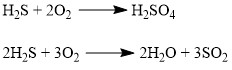 H₂S + 2O₂ ⟶ H₂SO₄
2H₂S + 3O₂ ⟶ 2H₂O + 3SO₂